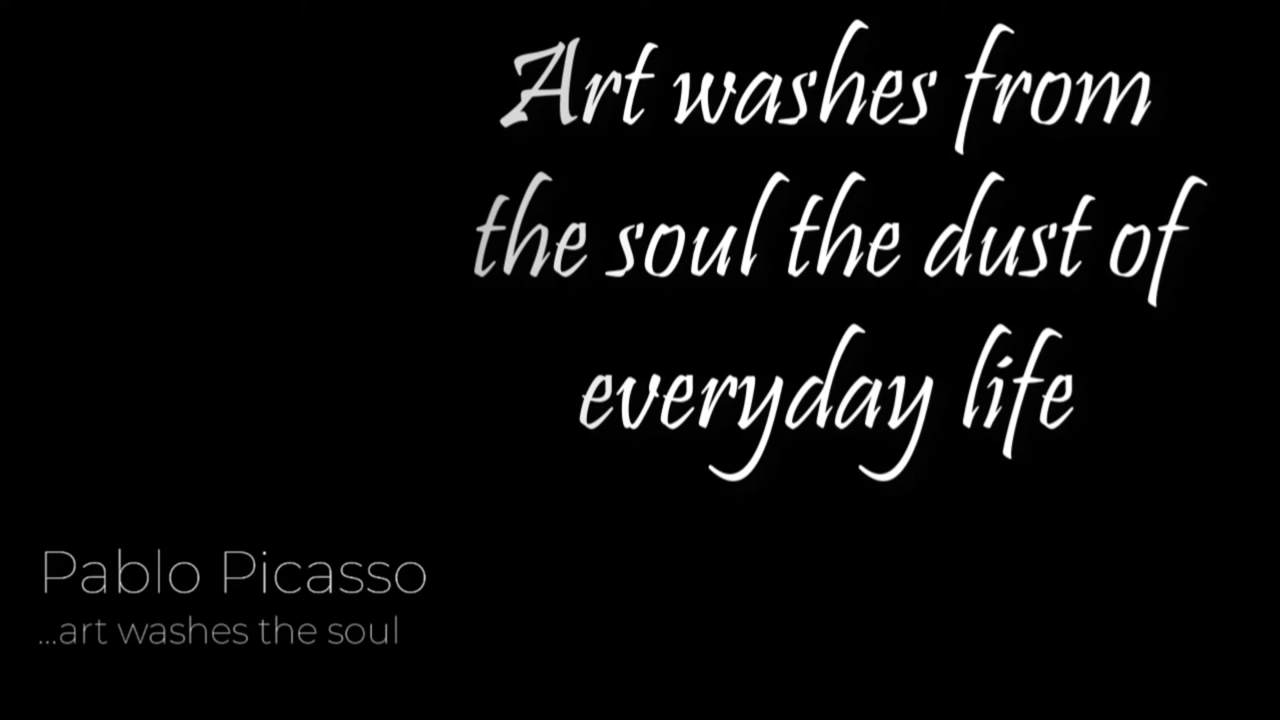 Art washes from
the soul the dust of
everyday life
Pablo Picasso
...art washes the soul